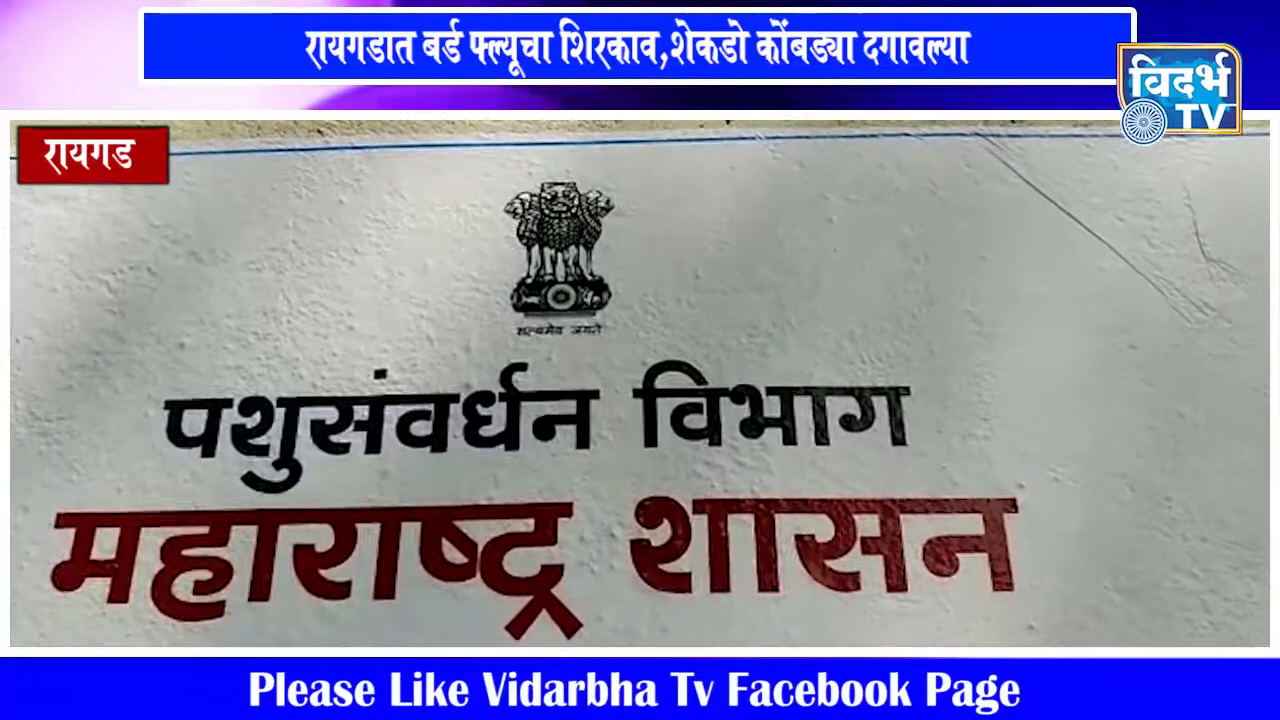 रायगडात बर्ड फ्ल्यूचा शिरकाव,शेकडो कोंबड्या दगावल्या
विदर्भ
TV
रायगड
सत्यमेव जयते
पशुसंवर्धन विभाग
महाराष्ट्र शासन
Please Like Vidarbha Tv Facebook Page